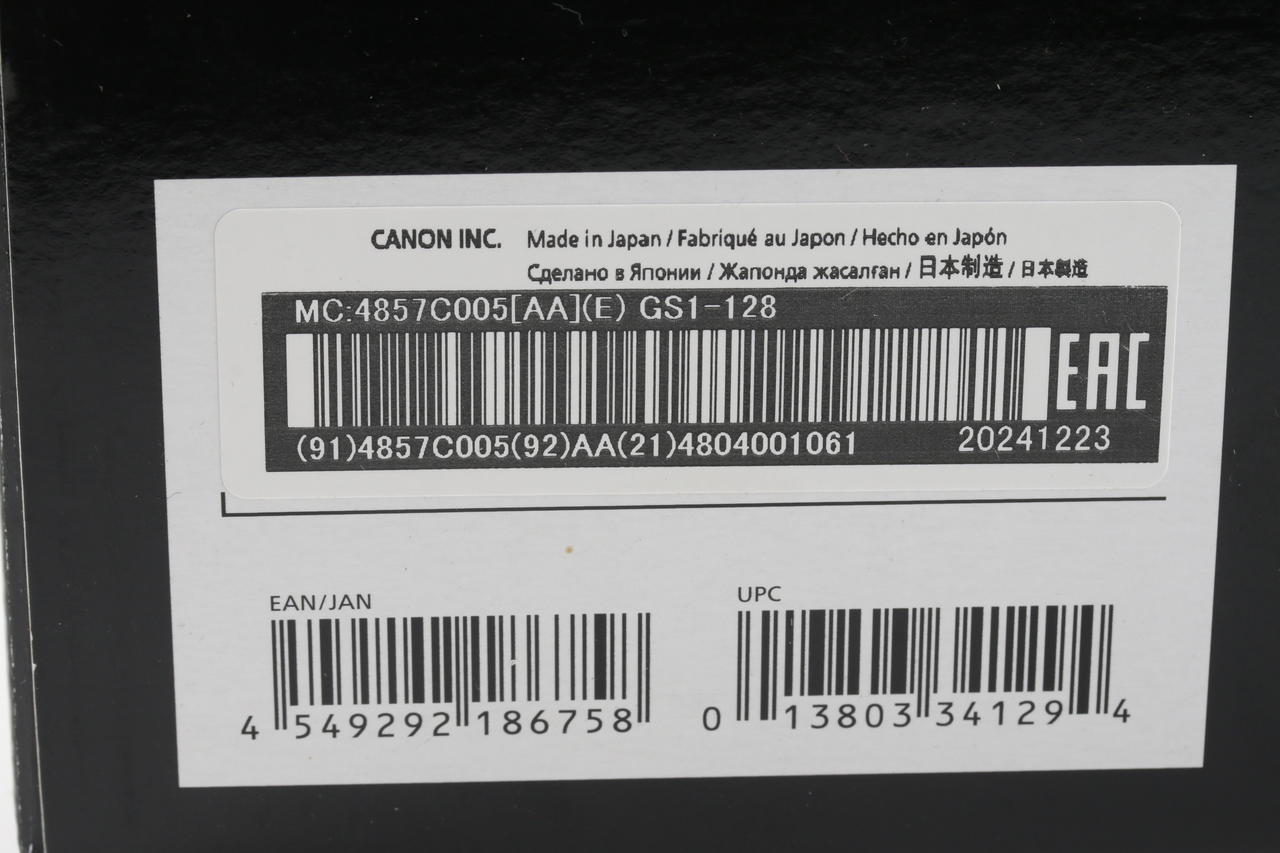 CANON INC. Made in Japan / Fabriqué au Japon / Hecho en Japón
Сделано в Японии / Жапонда жасалған / 日本制造 / 日本製造
MC:4857C005[AA](E) GS1-128
EAC
(91)4857C005(92)AA(21)4804001061 20241223
EAN/JAN UPC
4 549292 186758 0 13803 34129 4